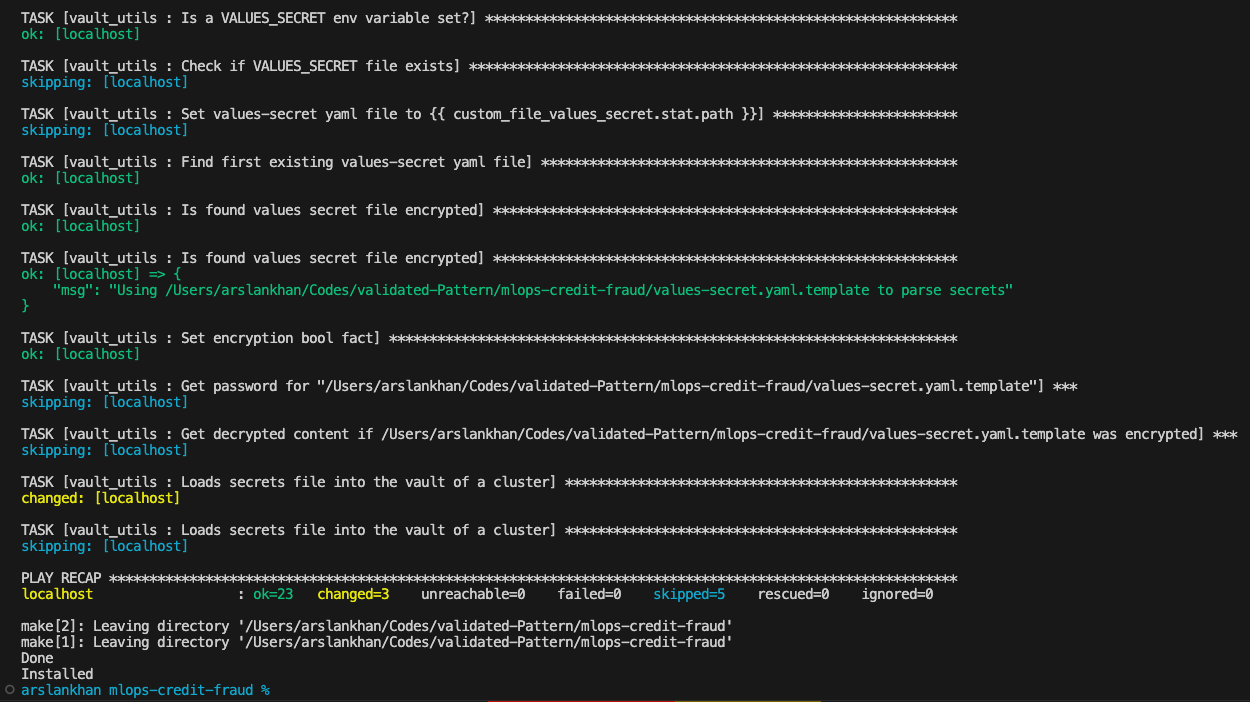 TASK [vault_utils : Is a VALUES_SECRET env variable set?] ***********************************************************
ok: [localhost]
TASK [vault_utils : Check if VALUES_SECRET file exists] *************************************************************
skipping: [localhost]
TASK [vault_utils : Set values-secret yaml file to {{ custom_file_values_secret.stat.path }}] ***********************
skipping: [localhost]
TASK [vault_utils : Find first existing values-secret yaml file] ****************************************************
ok: [localhost]
TASK [vault_utils : Is found values secret file encrypted] **********************************************************
ok: [localhost]
TASK [vault_utils : Is found values secret file encrypted] **********************************************************
ok: [localhost] => {
    "msg": "Using /Users/arslankhan/Codes/validated-Pattern/mlops-credit-fraud/values-secret.yaml.template to parse secrets"
}
TASK [vault_utils : Set encryption bool fact] ***********************************************************************
ok: [localhost]
TASK [vault_utils : Get password for "/Users/arslankhan/Codes/validated-Pattern/mlops-credit-fraud/values-secret.yaml.template"] ***
skipping: [localhost]
TASK [vault_utils : Get decrypted content if /Users/arslankhan/Codes/validated-Pattern/mlops-credit-fraud/values-secret.yaml.template was encrypted] ***
skipping: [localhost]
TASK [vault_utils : Loads secrets file into the vault of a cluster] *************************************************
changed: [localhost]
TASK [vault_utils : Loads secrets file into the vault of a cluster] *************************************************
skipping: [localhost]
PLAY RECAP **********************************************************************************************************
localhost                  : ok=23   changed=3    unreachable=0    failed=0    skipped=5    rescued=0    ignored=0
make[2]: Leaving directory '/Users/arslankhan/Codes/validated-Pattern/mlops-credit-fraud'
make[1]: Leaving directory '/Users/arslankhan/Codes/validated-Pattern/mlops-credit-fraud'
Done
Installed
arslankhan mlops-credit-fraud %